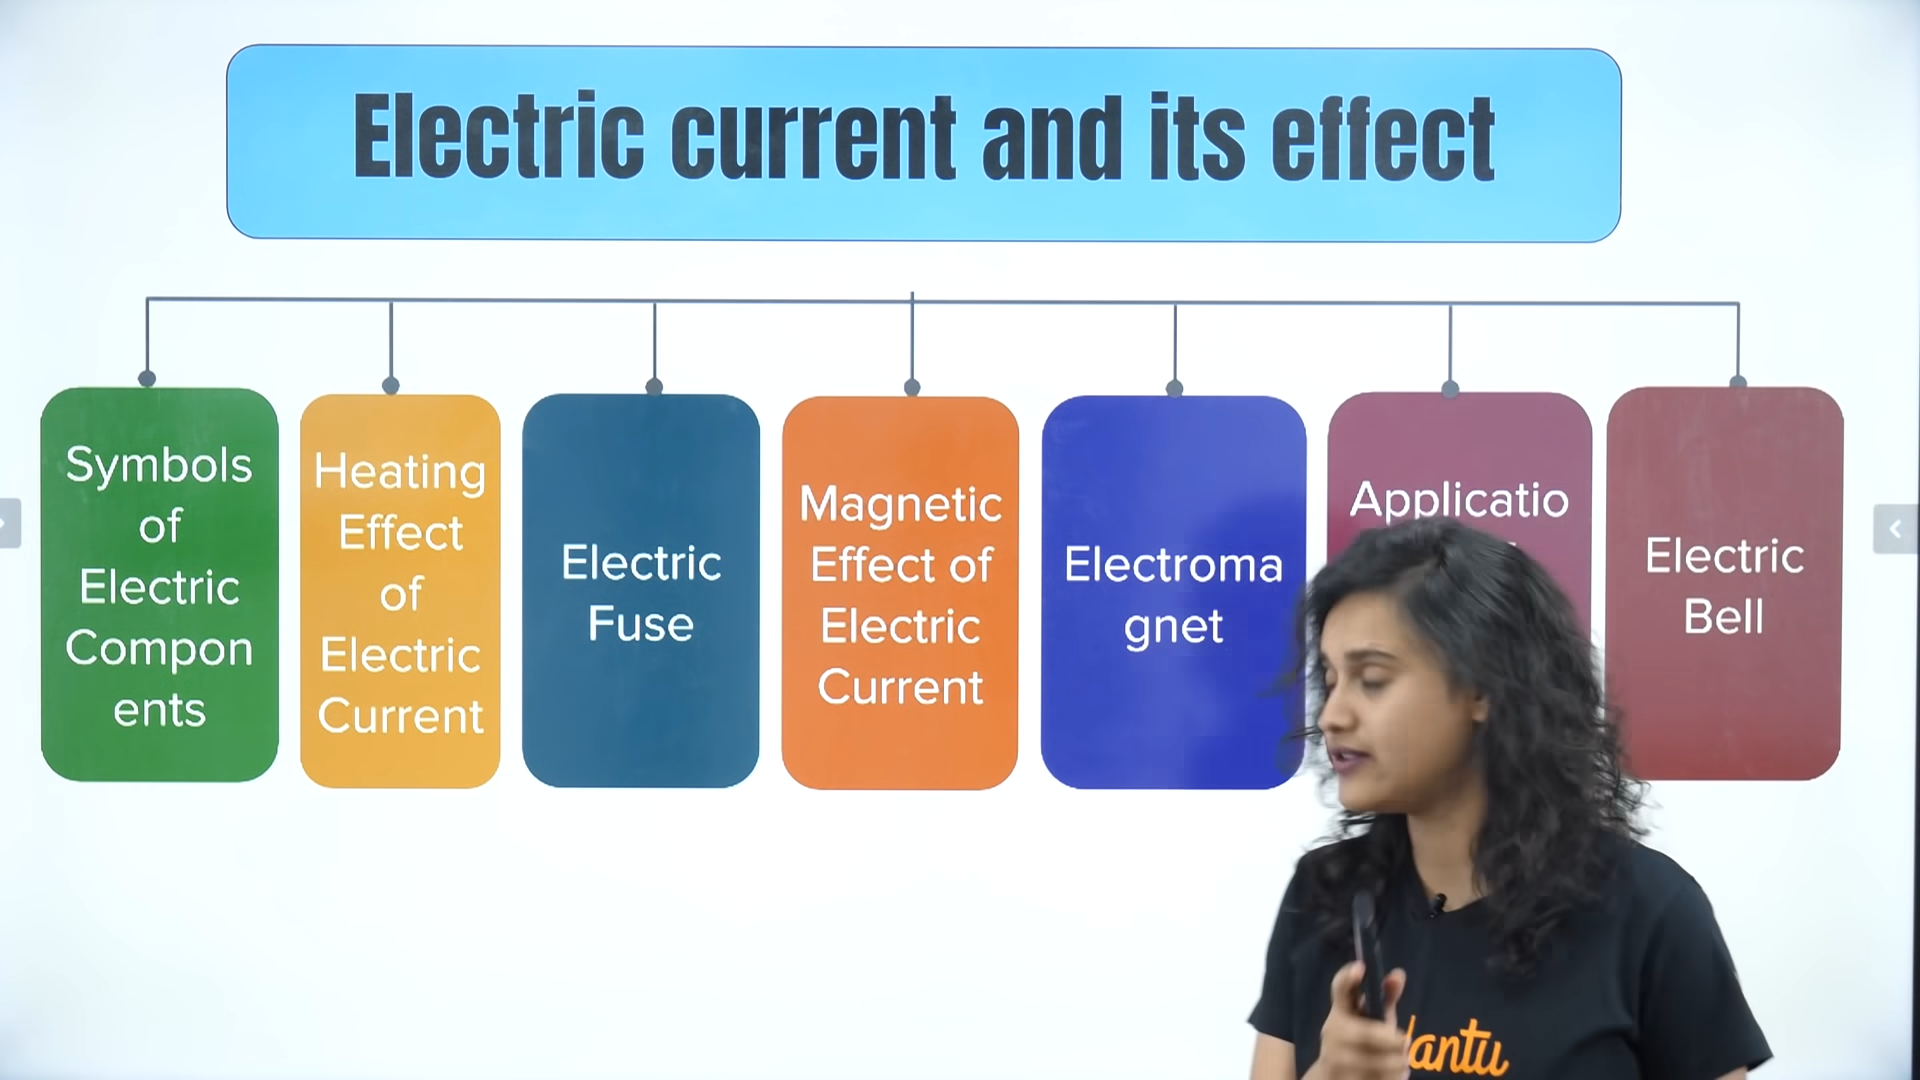 Electric current and its effect
Symbols
of
Electric
Compon
ents
Heating
Effect
of
Electric
Current
Electric
Fuse
Magnetic
Effect of
Electric
Current
Electroma
gnet
Applicatio
Electric
Bell
antu